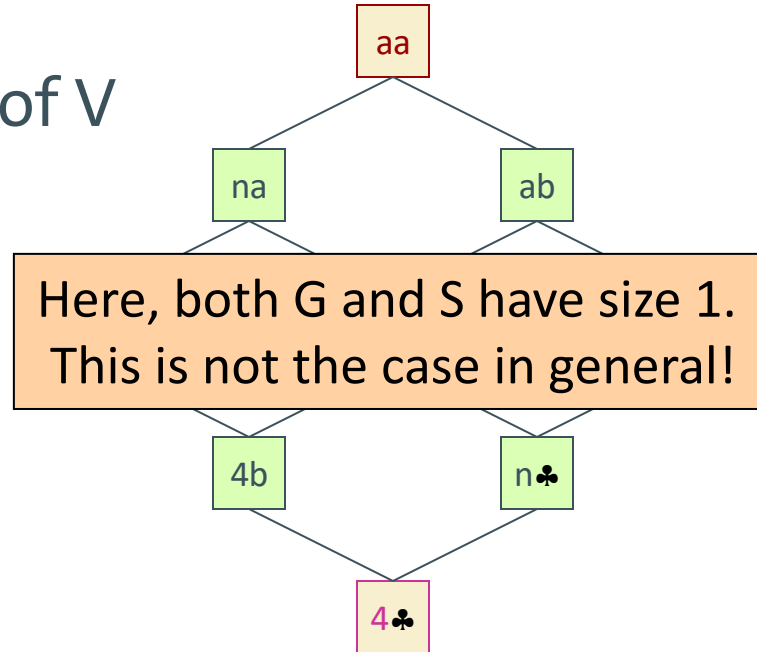 aa
of V
na ab
Here, both G and S have size 1.
This is not the case in general!
4b n♣
4♣